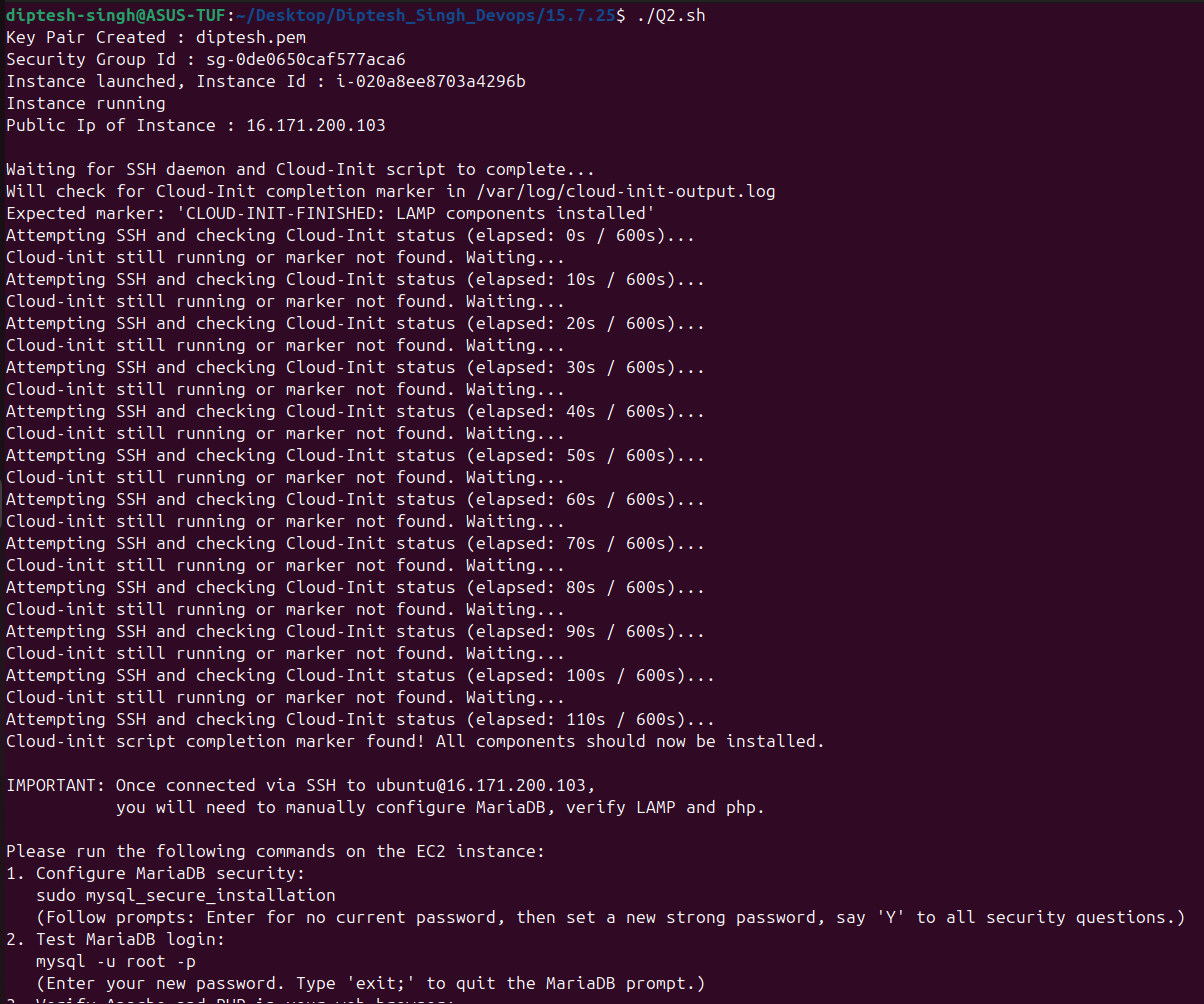 diptesh-singh@ASUS-TUF:~/Desktop/Diptesh_Singh_Devops/15.7.25$ ./Q2.sh
Key Pair Created : diptesh.pem
Security Group Id : sg-0de0650caf577aca6
Instance launched, Instance Id : i-020a8ee8703a4296b
Instance running
Public Ip of Instance : 16.171.200.103

Waiting for SSH daemon and Cloud-Init script to complete...
Will check for Cloud-Init completion marker in /var/log/cloud-init-output.log
Expected marker: 'CLOUD-INIT-FINISHED: LAMP components installed'
Attempting SSH and checking Cloud-Init status (elapsed: 0s / 600s)...
Cloud-init still running or marker not found. Waiting...
Attempting SSH and checking Cloud-Init status (elapsed: 10s / 600s)...
Cloud-init still running or marker not found. Waiting...
Attempting SSH and checking Cloud-Init status (elapsed: 20s / 600s)...
Cloud-init still running or marker not found. Waiting...
Attempting SSH and checking Cloud-Init status (elapsed: 30s / 600s)...
Cloud-init still running or marker not found. Waiting...
Attempting SSH and checking Cloud-Init status (elapsed: 40s / 600s)...
Cloud-init still running or marker not found. Waiting...
Attempting SSH and checking Cloud-Init status (elapsed: 50s / 600s)...
Cloud-init still running or marker not found. Waiting...
Attempting SSH and checking Cloud-Init status (elapsed: 60s / 600s)...
Cloud-init still running or marker not found. Waiting...
Attempting SSH and checking Cloud-Init status (elapsed: 70s / 600s)...
Cloud-init still running or marker not found. Waiting...
Attempting SSH and checking Cloud-Init status (elapsed: 80s / 600s)...
Cloud-init still running or marker not found. Waiting...
Attempting SSH and checking Cloud-Init status (elapsed: 90s / 600s)...
Cloud-init still running or marker not found. Waiting...
Attempting SSH and checking Cloud-Init status (elapsed: 100s / 600s)...
Cloud-init still running or marker not found. Waiting...
Attempting SSH and checking Cloud-Init status (elapsed: 110s / 600s)...
Cloud-init script completion marker found! All components should now be installed.

IMPORTANT: Once connected via SSH to ubuntu@16.171.200.103,
you will need to manually configure MariaDB, verify LAMP and php.

Please run the following commands on the EC2 instance:
1. Configure MariaDB security:
sudo mysql_secure_installation
(Follow prompts: Enter for no current password, then set a new strong password, say 'Y' to all security questions.)
2. Test MariaDB login:
mysql -u root -p
(Enter your new password. Type 'exit;' to quit the MariaDB prompt.)